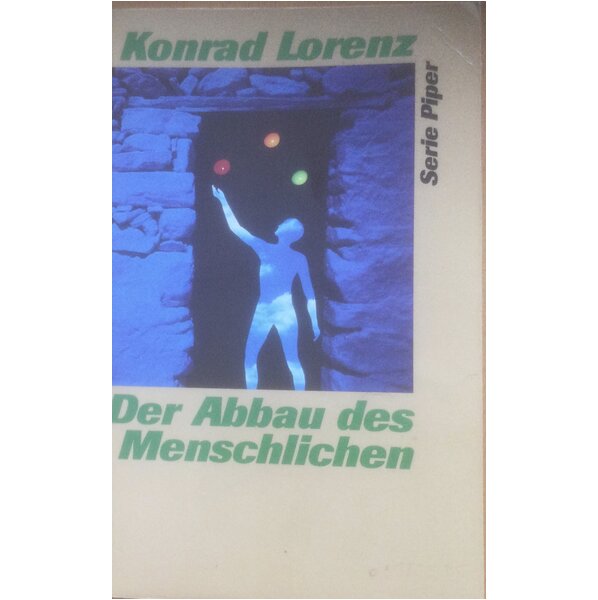 Konrad Lorenz
Serie Piper
Der Abbau des
Menschlichen